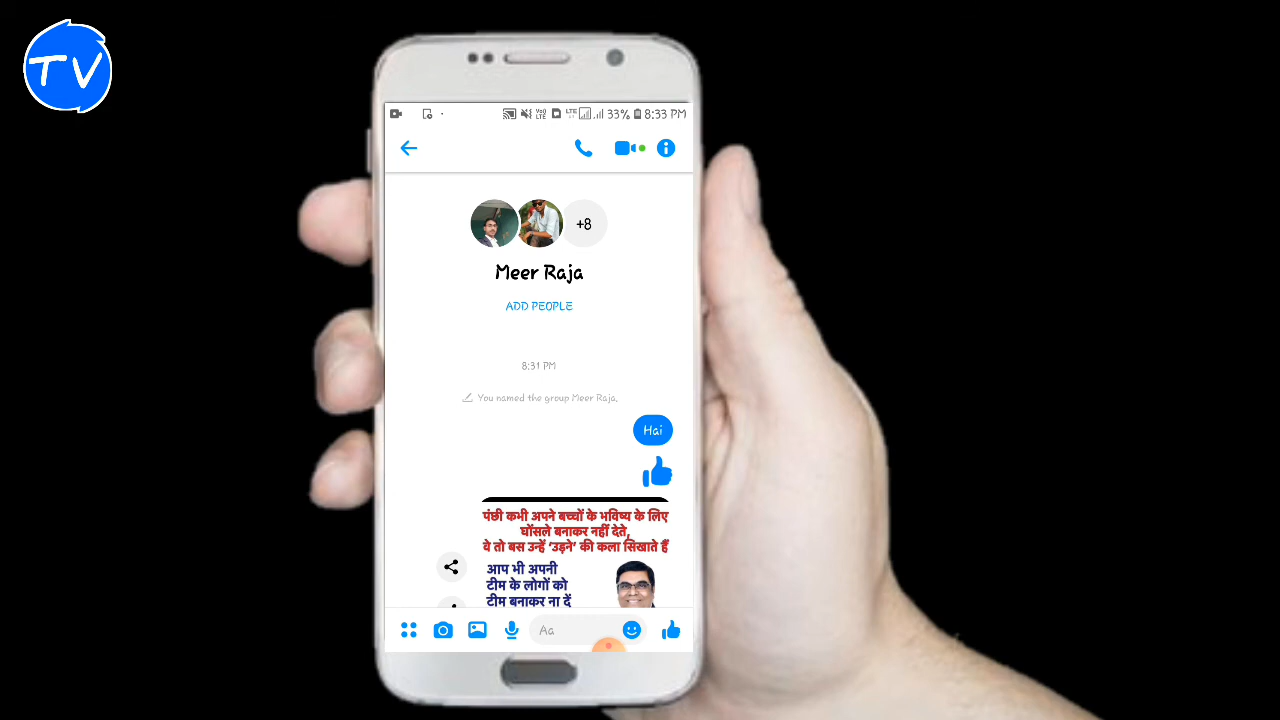 TV
33% 8:33 PM
+8
Meer Raja
ADD PEOPLE
8:31 PM
You named the group Meer Raja.
Hai
पंछी कभी अपने बच्चों के भविष्य के लिए
घोंसले बनाकर नहीं देते,
वे तो बस उन्हें ‘उड़ने’ की कला सिखाते हैं
आप भी अपनी
टीम के लोगों को
टीम बनाकर ना दें
Aa